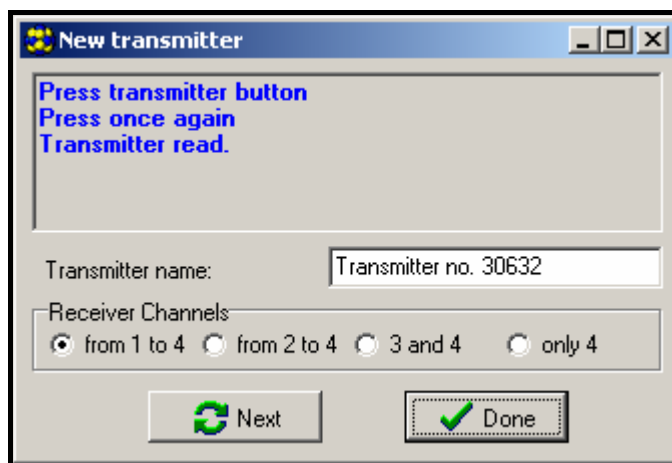 New transmitter
Press transmitter button
Press once again
Transmitter read.
Transmitter name: Transmitter no. 30632
Receiver Channels
from 1 to 4 from 2 to 4 3 and 4 only 4
Next Done